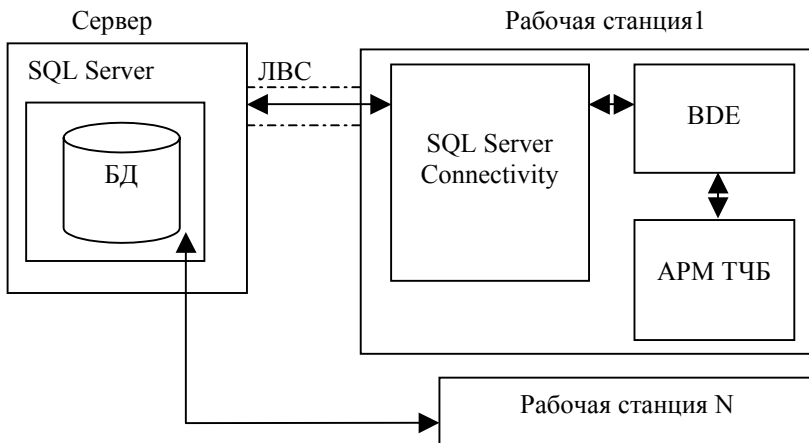 Сервер
Рабочая станция1
SQL Server
ЛВС
БД
SQL Server
Connectivity
BDE
АРМ ТЧБ
Рабочая станция N